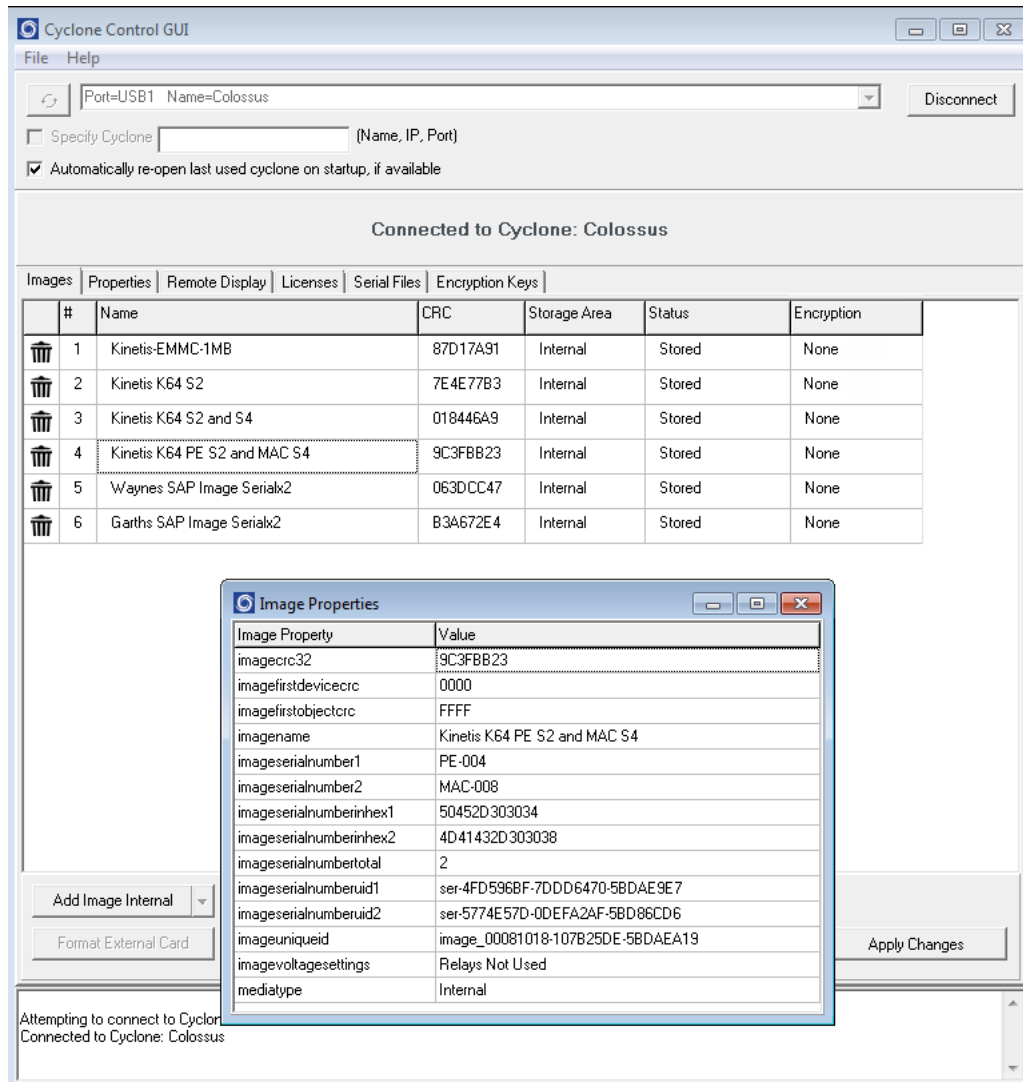 Cyclone Control GUI
File Help
Port=USB1 Name=Colossus
Disconnect
Specify Cyclone (Name, IP, Port)
Automatically re-open last used cyclone on startup, if available
Connected to Cyclone: Colossus
Images Properties Remote Display Licenses Serial Files Encryption Keys
# Name CRC Storage Area Status Encryption
1 Kinetis-EMMC-1MB 87D17A91 Internal Stored None
2 Kinetis K64 S2 7E4E77B3 Internal Stored None
3 Kinetis K64 S2 and S4 018446A9 Internal Stored None
4 Kinetis K64 PE S2 and MAC S4 9C3FBB23 Internal Stored None
5 Waynes SAP Image Serialx2 063DCC47 Internal Stored None
6 Garths SAP Image Serialx2 B3A672E4 Internal Stored None
Image Properties
Image Property Value
imagecrc32 9C3FBB23
imagefirstdevicecrc 0000
imagefirstobjectcrc FFFF
imagename Kinetis K64 PE S2 and MAC S4
imageserialnumber1 PE-004
imageserialnumber2 MAC-008
imageserialnumberinhex1 50452D303034
imageserialnumberinhex2 4D41432D303038
imageserialnumbertotal 2
imageserialnumberuid1 ser-4FD596BF-7DDD6470-5BDAE9E7
imageserialnumberuid2 ser-5774E57D-0DEFA2AF-5BD86CD6
imageuniqueid image_00081018-107B25DE-5BDAEA19
imagevoltagesettings Relays Not Used
mediatype Internal
Add Image Internal
Format External Card
Apply Changes
Attempting to connect to Cyclon
Connected to Cyclone: Colossus